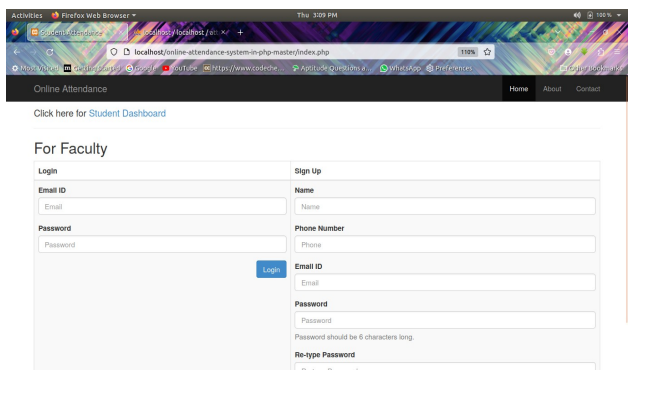 Activities Firefox Web Browser Thu 3:09 PM 100 %
Student Attendance localhost / localhost / att
localhost/online-attendance-system-in-php-master/index.php 110%
Most Visited Getting Started Google YouTube https://www.codeche... Aptitude Questions a... WhatsApp Preferences Other Bookmarks
Online Attendance Home About Contact
Click here for Student Dashboard
For Faculty
Login Sign Up
Email ID Name
Email Name
Password Phone Number
Password Phone
Login Email ID
Email
Password
Password
Password should be 6 characters long.
Re-type Password